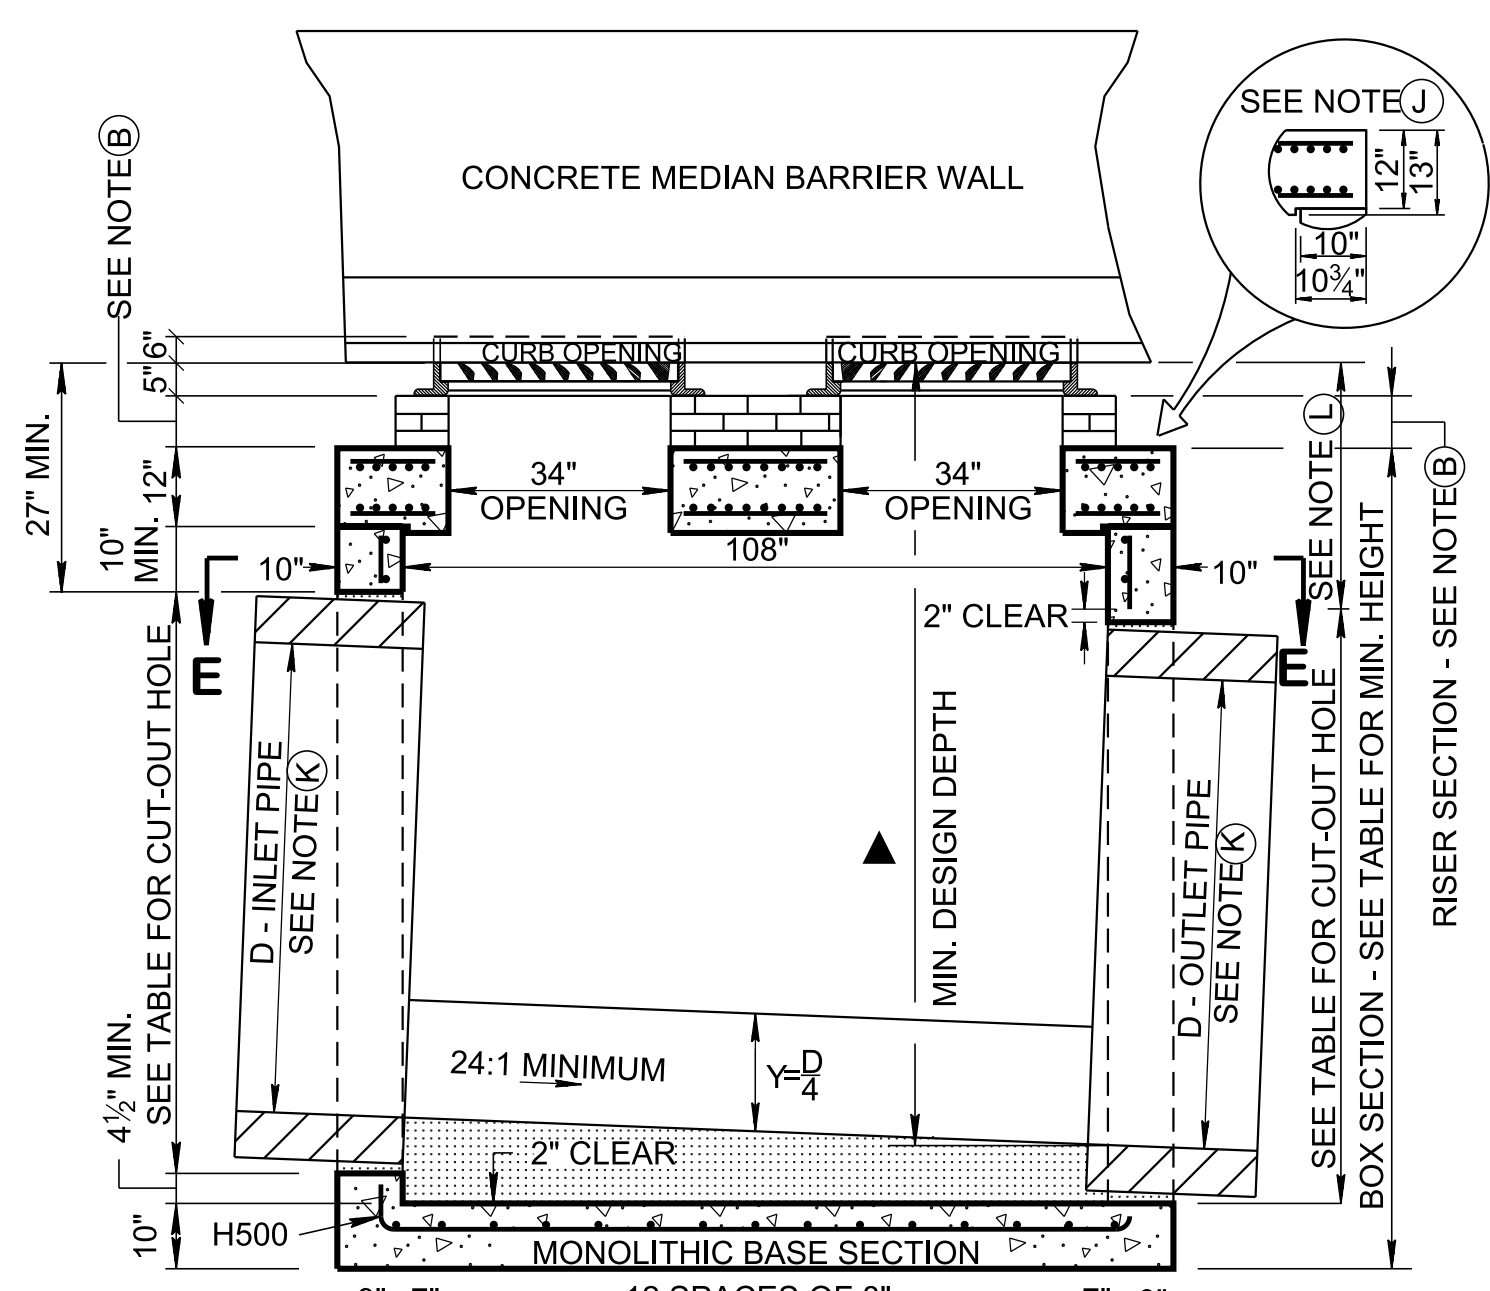 CONCRETE MEDIAN BARRIER WALL
SEE NOTE J
12"
13"
10"
10¾"
SEE NOTE B
6"
5"
27" MIN.
12"
10"
MIN.
CURB OPENING
CURB OPENING
34"
OPENING
34"
OPENING
108"
10"
10"
2" CLEAR
E
E
SEE NOTE L
SEE TABLE FOR CUT-OUT HOLE
BOX SECTION - SEE TABLE FOR MIN. HEIGHT
RISER SECTION - SEE NOTE B
SEE TABLE FOR CUT-OUT HOLE
D - INLET PIPE
SEE NOTE K
MIN. DESIGN DEPTH
D - OUTLET PIPE
SEE NOTE K
24:1 MINIMUM
Y=D/4
4½" MIN.
2" CLEAR
10"
H500
MONOLITHIC BASE SECTION